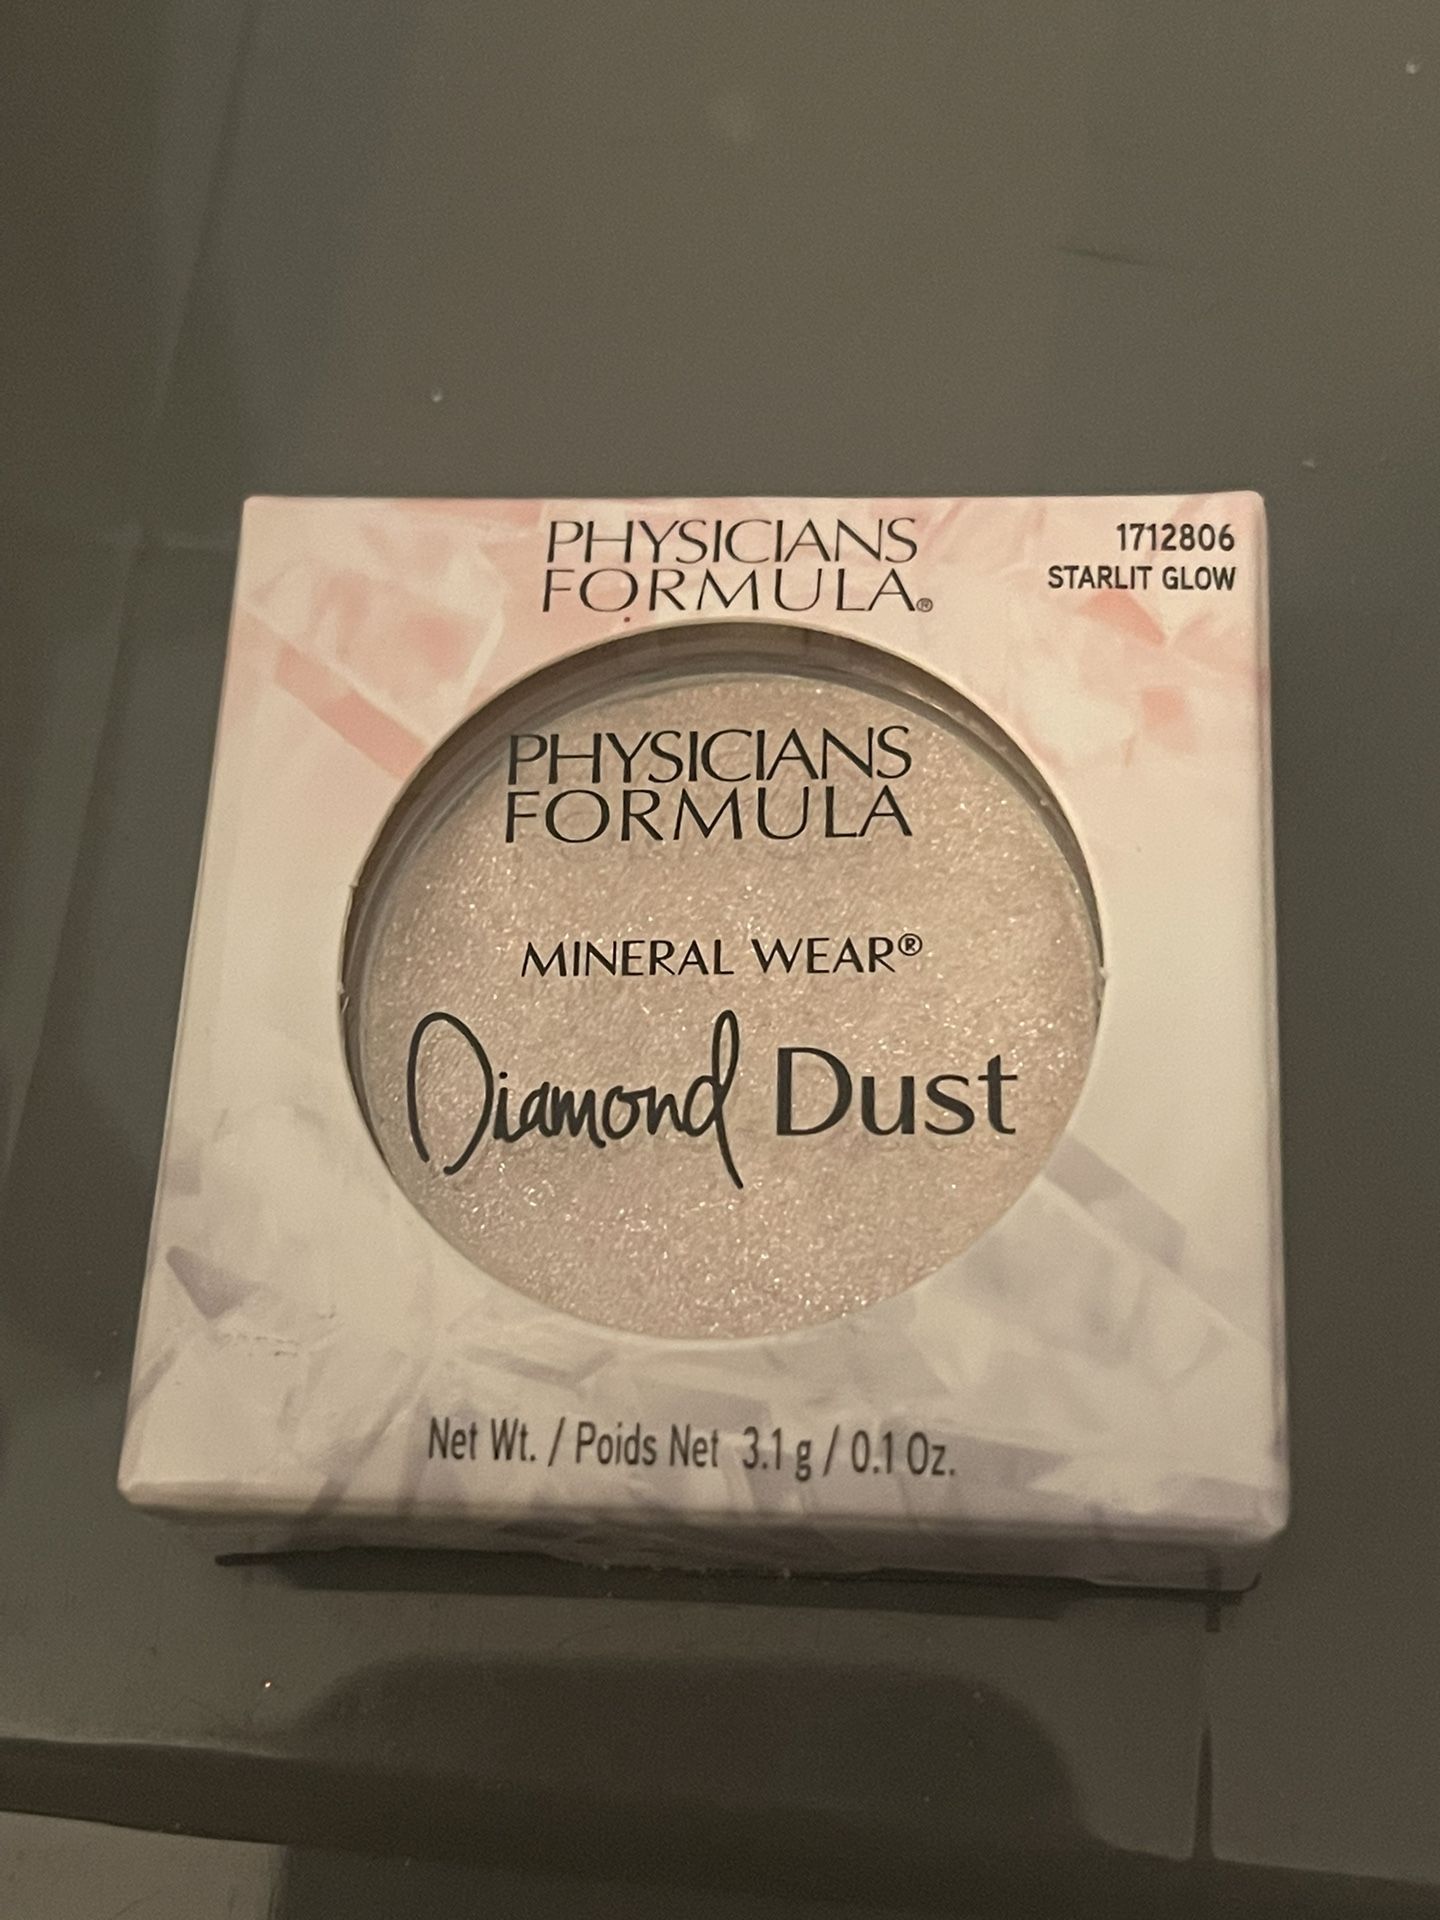 PHYSICIANS
FORMULA®
1712806
STARLIT GLOW
PHYSICIANS
FORMULA
MINERAL WEAR®
Diamond Dust
Net Wt. / Poids Net 3.1 g / 0.1 Oz.